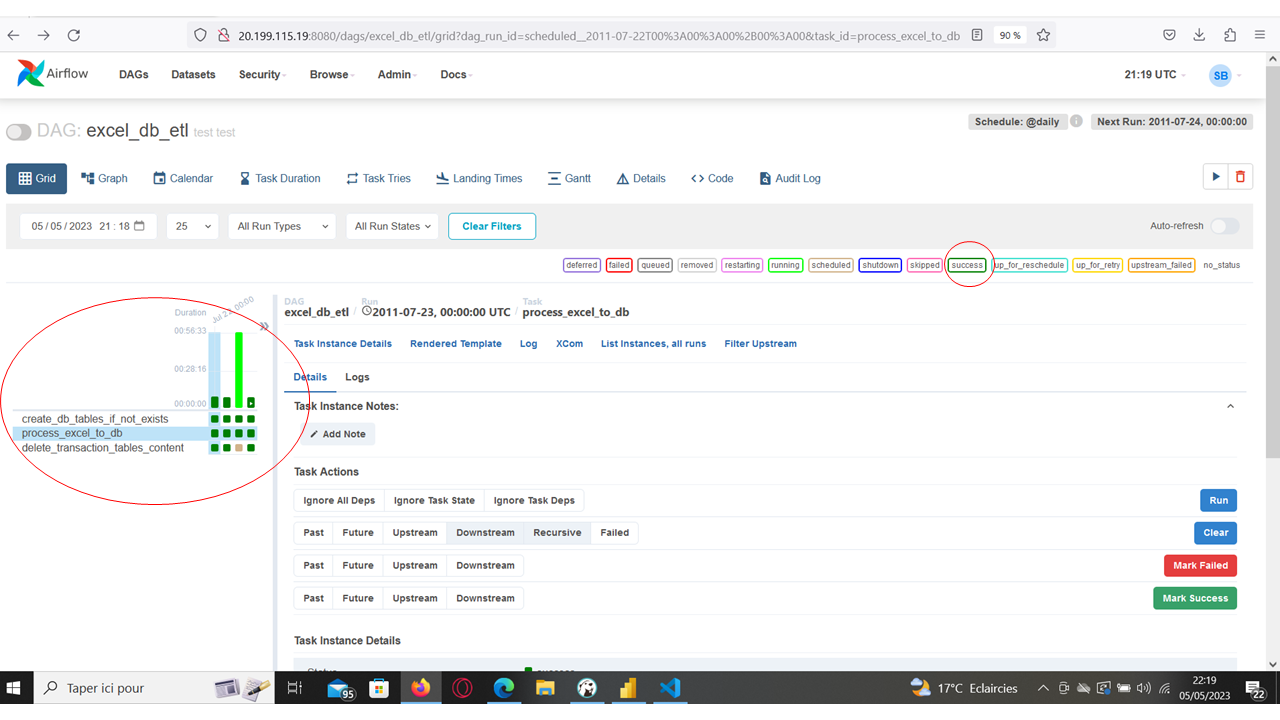 20.199.115.19:8080/dags/excel_db_etl/grid?dag_run_id=scheduled__2011-07-22T00%3A00%3A00%2B00%3A00&task_id=process_excel_to_db
90 %
Airflow DAGs Datasets Security Browse Admin Docs 21:19 UTC SB
DAG: excel_db_etl test test
Schedule: @daily Next Run: 2011-07-24, 00:00:00
Grid Graph Calendar Task Duration Task Tries Landing Times Gantt Details Code Audit Log
05/05/2023 21:18 25 All Run Types All Run States Clear Filters Auto-refresh
deferred failed queued removed restarting running scheduled shutdown skipped success up_for_reschedule up_for_retry upstream_failed no_status
Duration
00:56:33
00:28:16
00:00:00
create_db_tables_if_not_exists
process_excel_to_db
delete_transaction_tables_content
DAG Run Task
excel_db_etl / 2011-07-23, 00:00:00 UTC / process_excel_to_db
Task Instance Details Rendered Template Log XCom List Instances, all runs Filter Upstream
Details Logs
Task Instance Notes:
Add Note
Task Actions
Ignore All Deps Ignore Task State Ignore Task Deps Run
Past Future Upstream Downstream Recursive Failed Clear
Past Future Upstream Downstream Mark Failed
Past Future Upstream Downstream Mark Success
Task Instance Details
Status success
Taper ici pour
95
17°C Eclaircies
22:19
05/05/2023
22